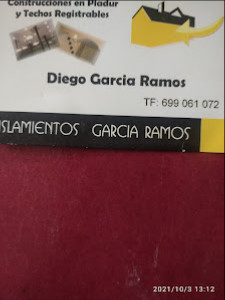 Construcciones en Pladur
y Techos Registrables
Diego Garcia Ramos
TF: 699 061 072
ISLAMIENTOS GARCIA RAMOS
2021/10/3 13:12